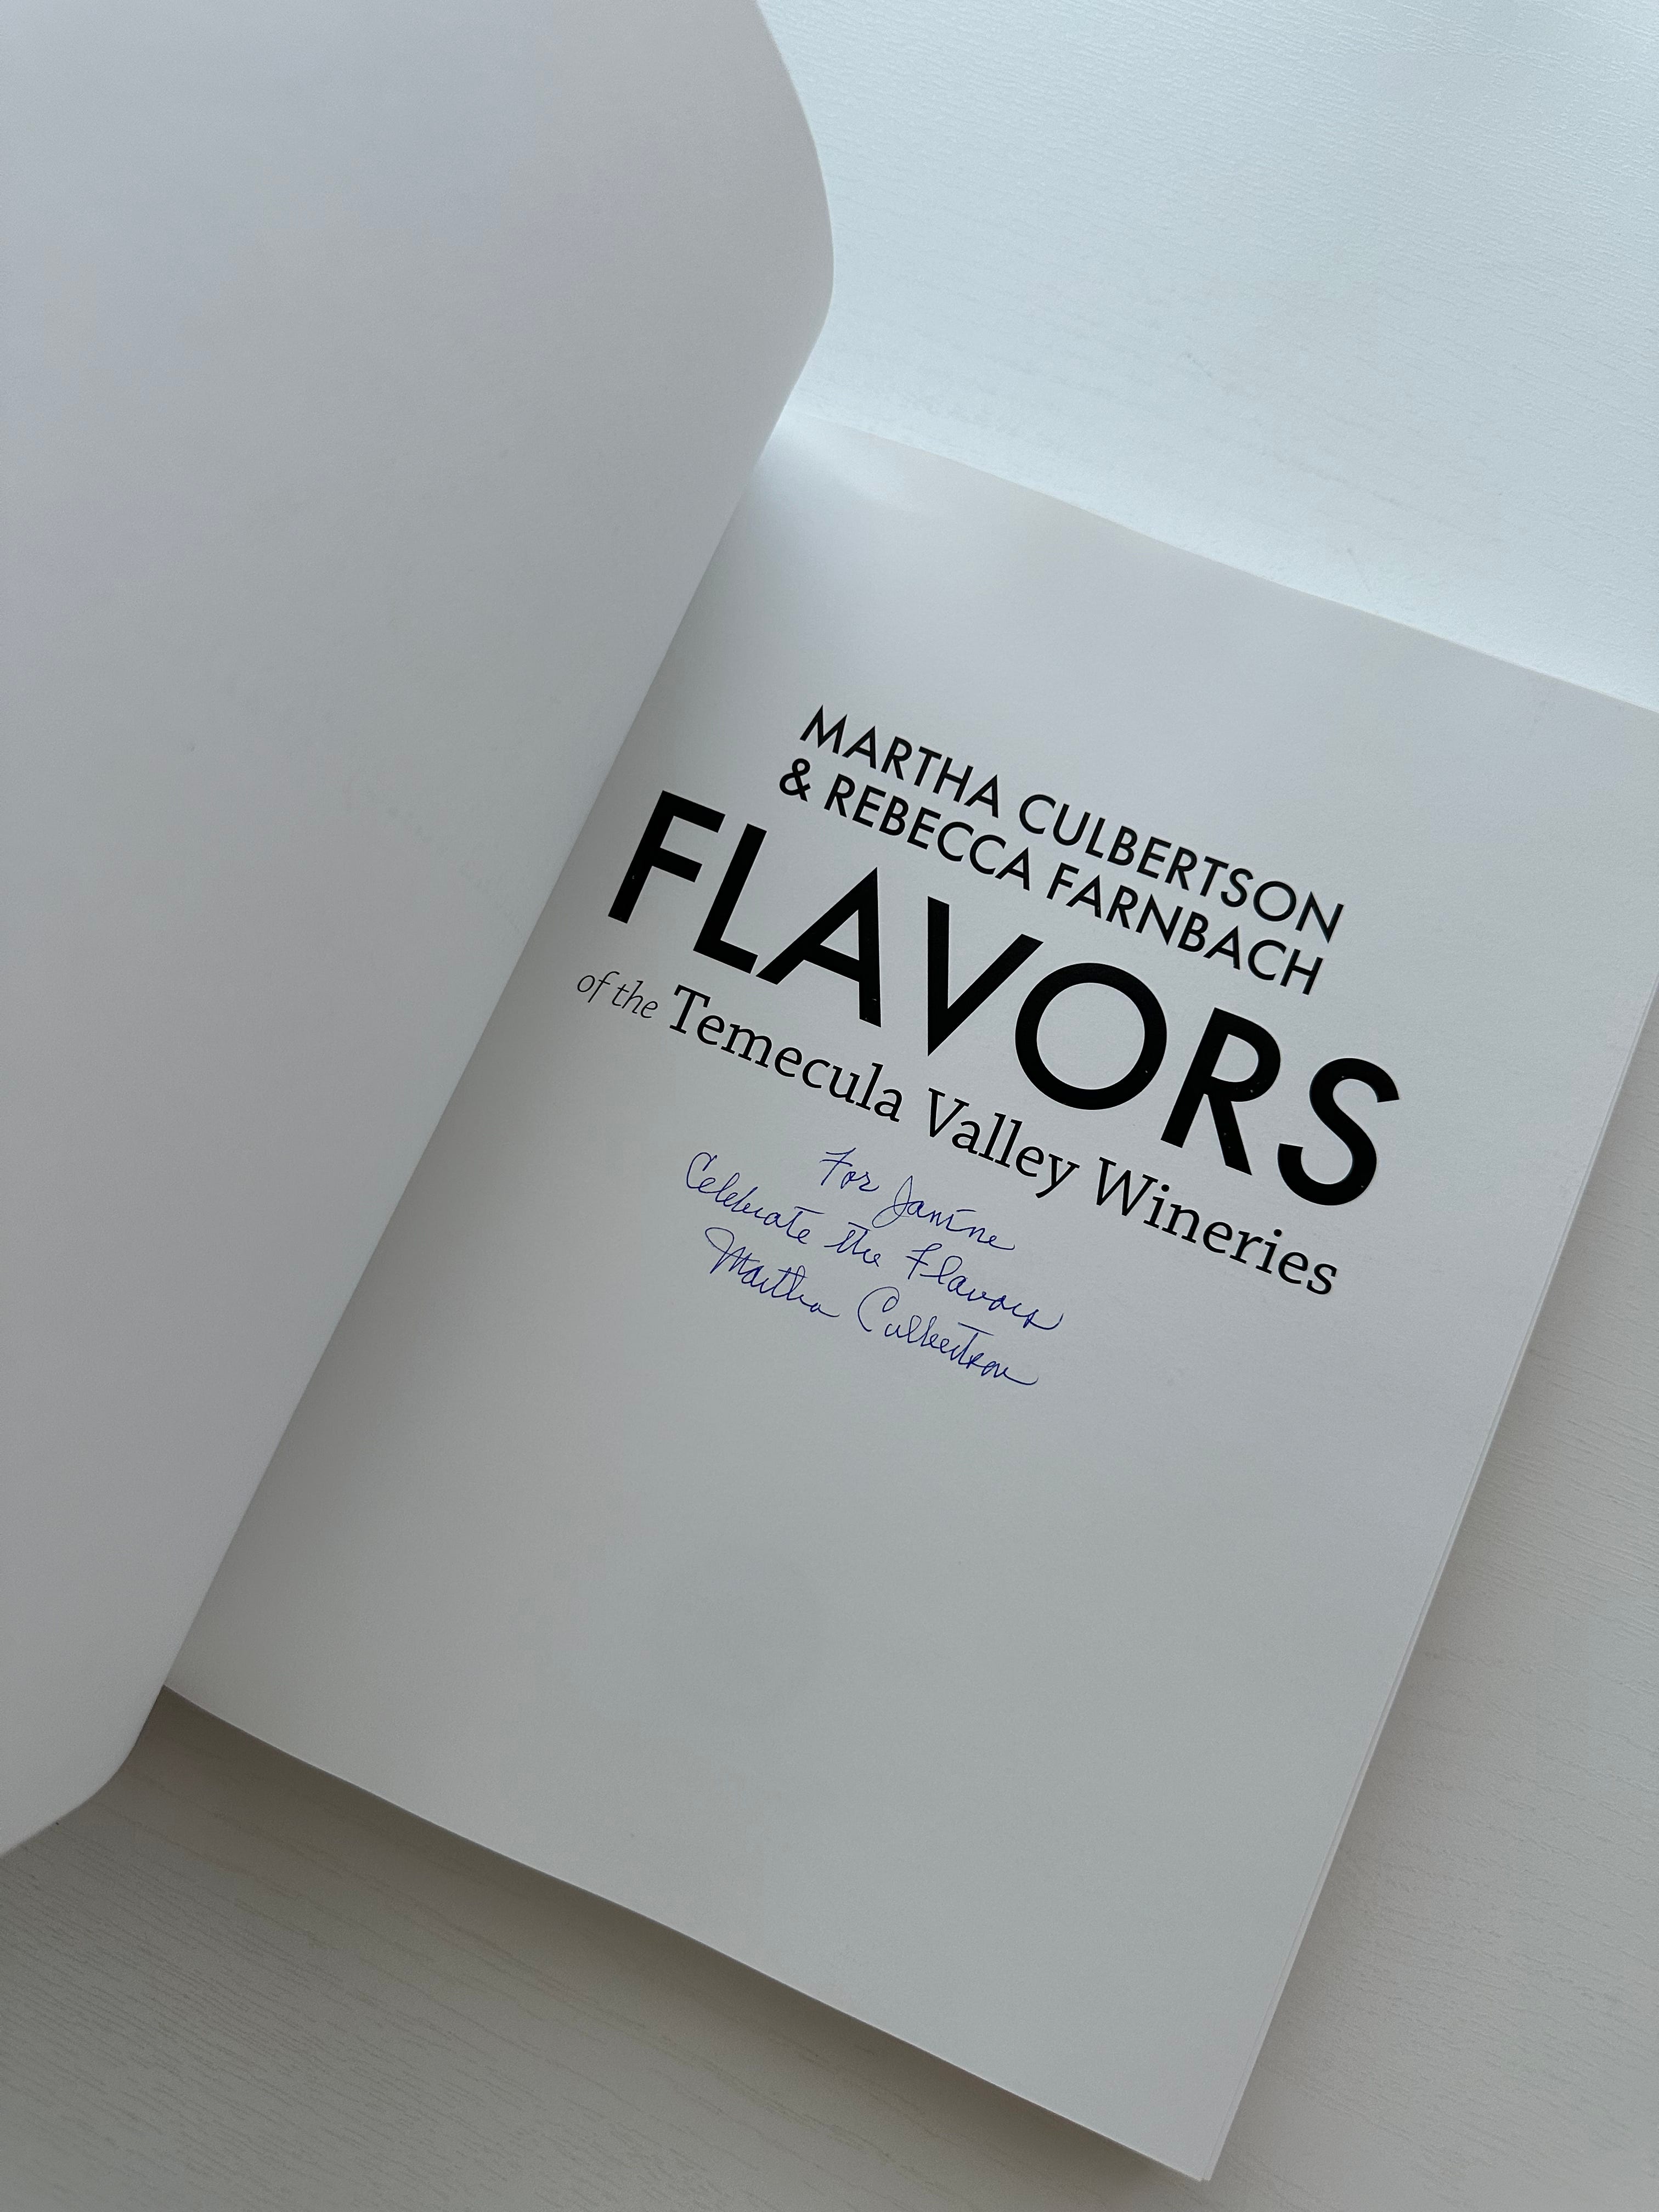 MARTHA CULBERTSON
& REBECCA FARNBACH
FLAVORS
of the Temecula Valley Wineries
For Janine
Celebrate the Flavors
Martha Culbertson